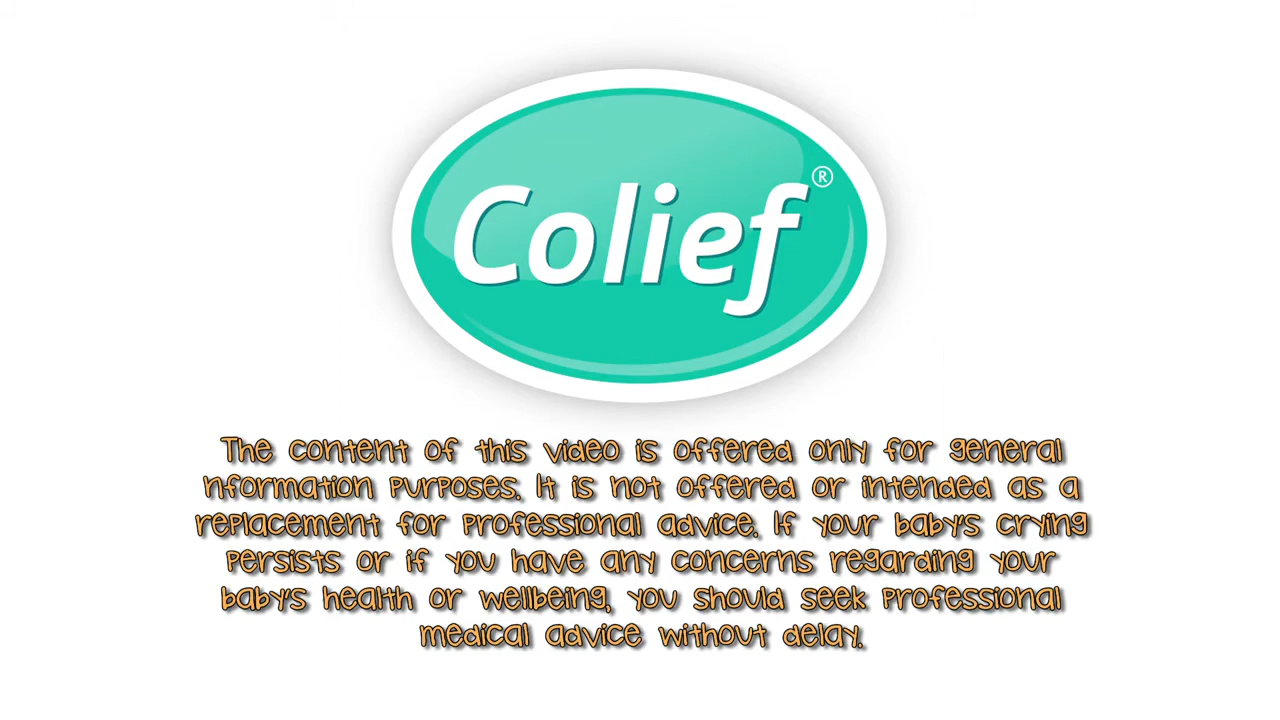 Colief®
The content of this video is offered only for general
nformation purposes. It is not offered or intended as a
replacement for professional advice. If your baby's crying
persists or if you have any concerns regarding your
baby's health or wellbeing, you should seek professional
medical advice without delay.